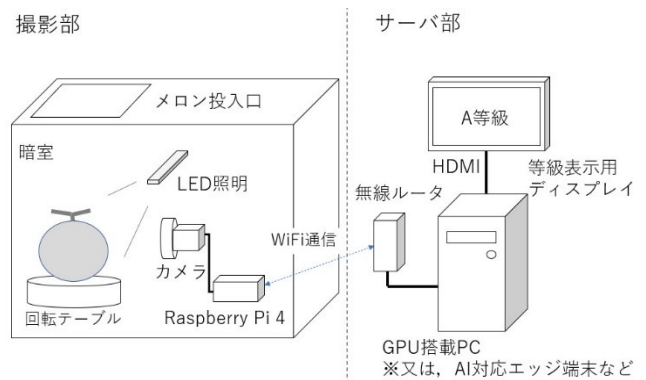 撮影部
サーバ部
メロン投入口
暗室
LED照明
カメラ
回転テーブル
Raspberry Pi 4
WiFi通信
A等級
HDMI
等級表示用
ディスプレイ
無線ルータ
GPU搭載PC
※又は，AI対応エッジ端末など